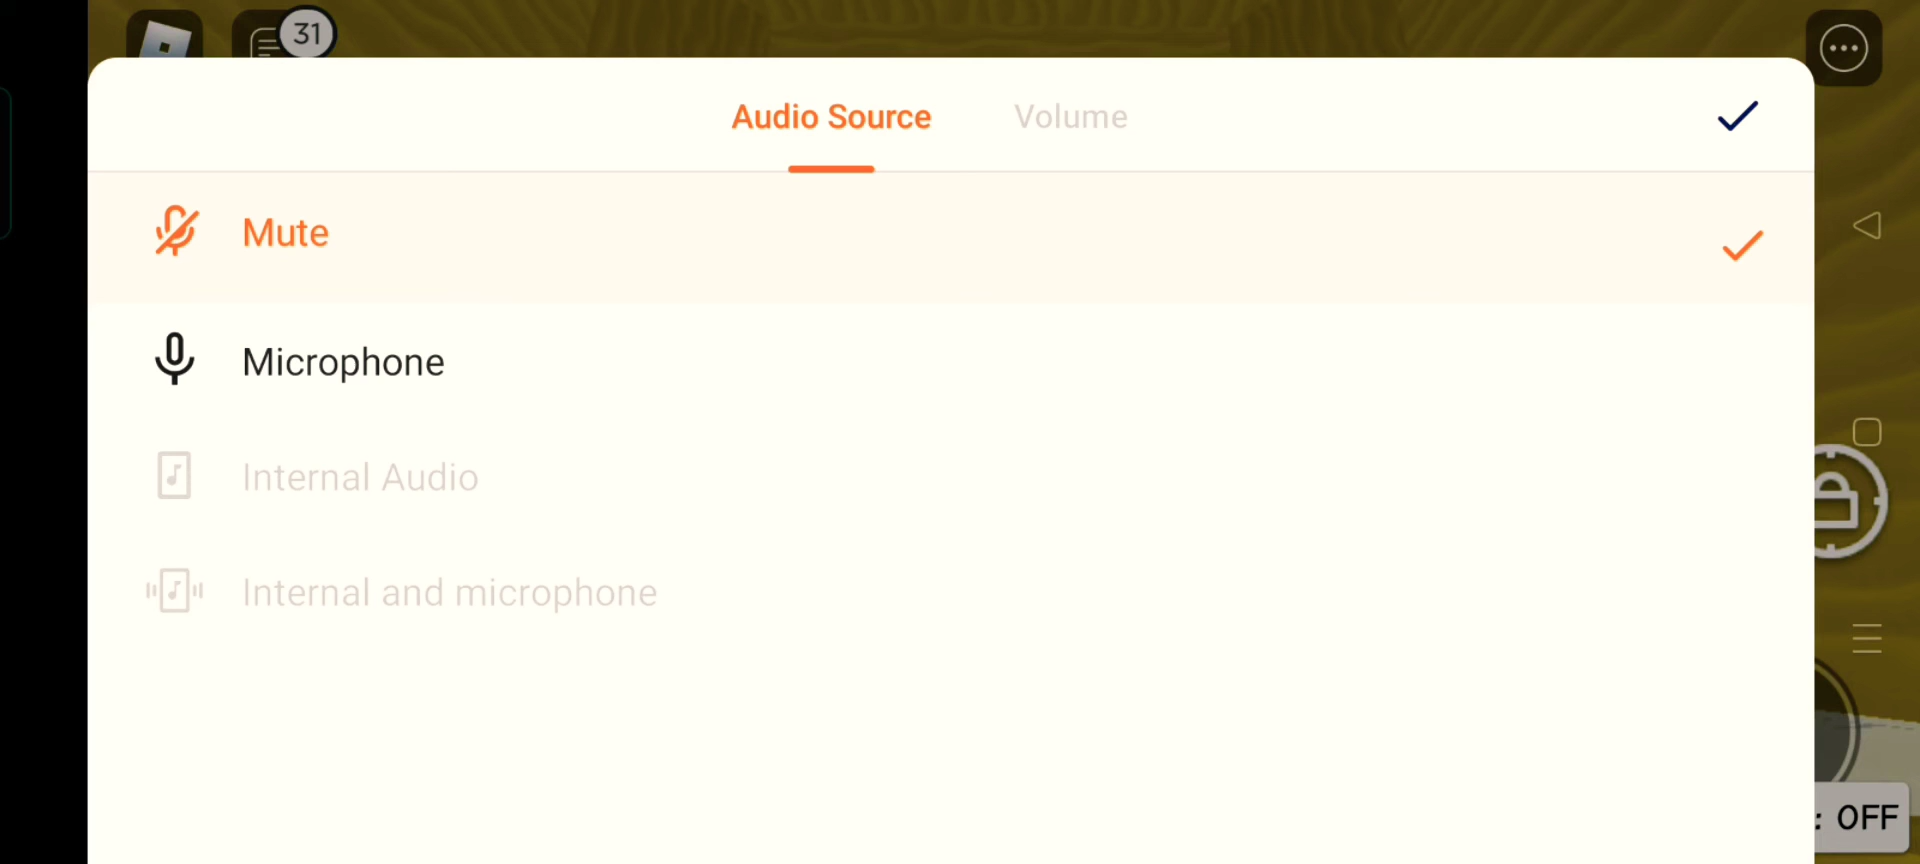 31
Audio Source
Volume
Mute
Microphone
Internal Audio
Internal and microphone
: OFF